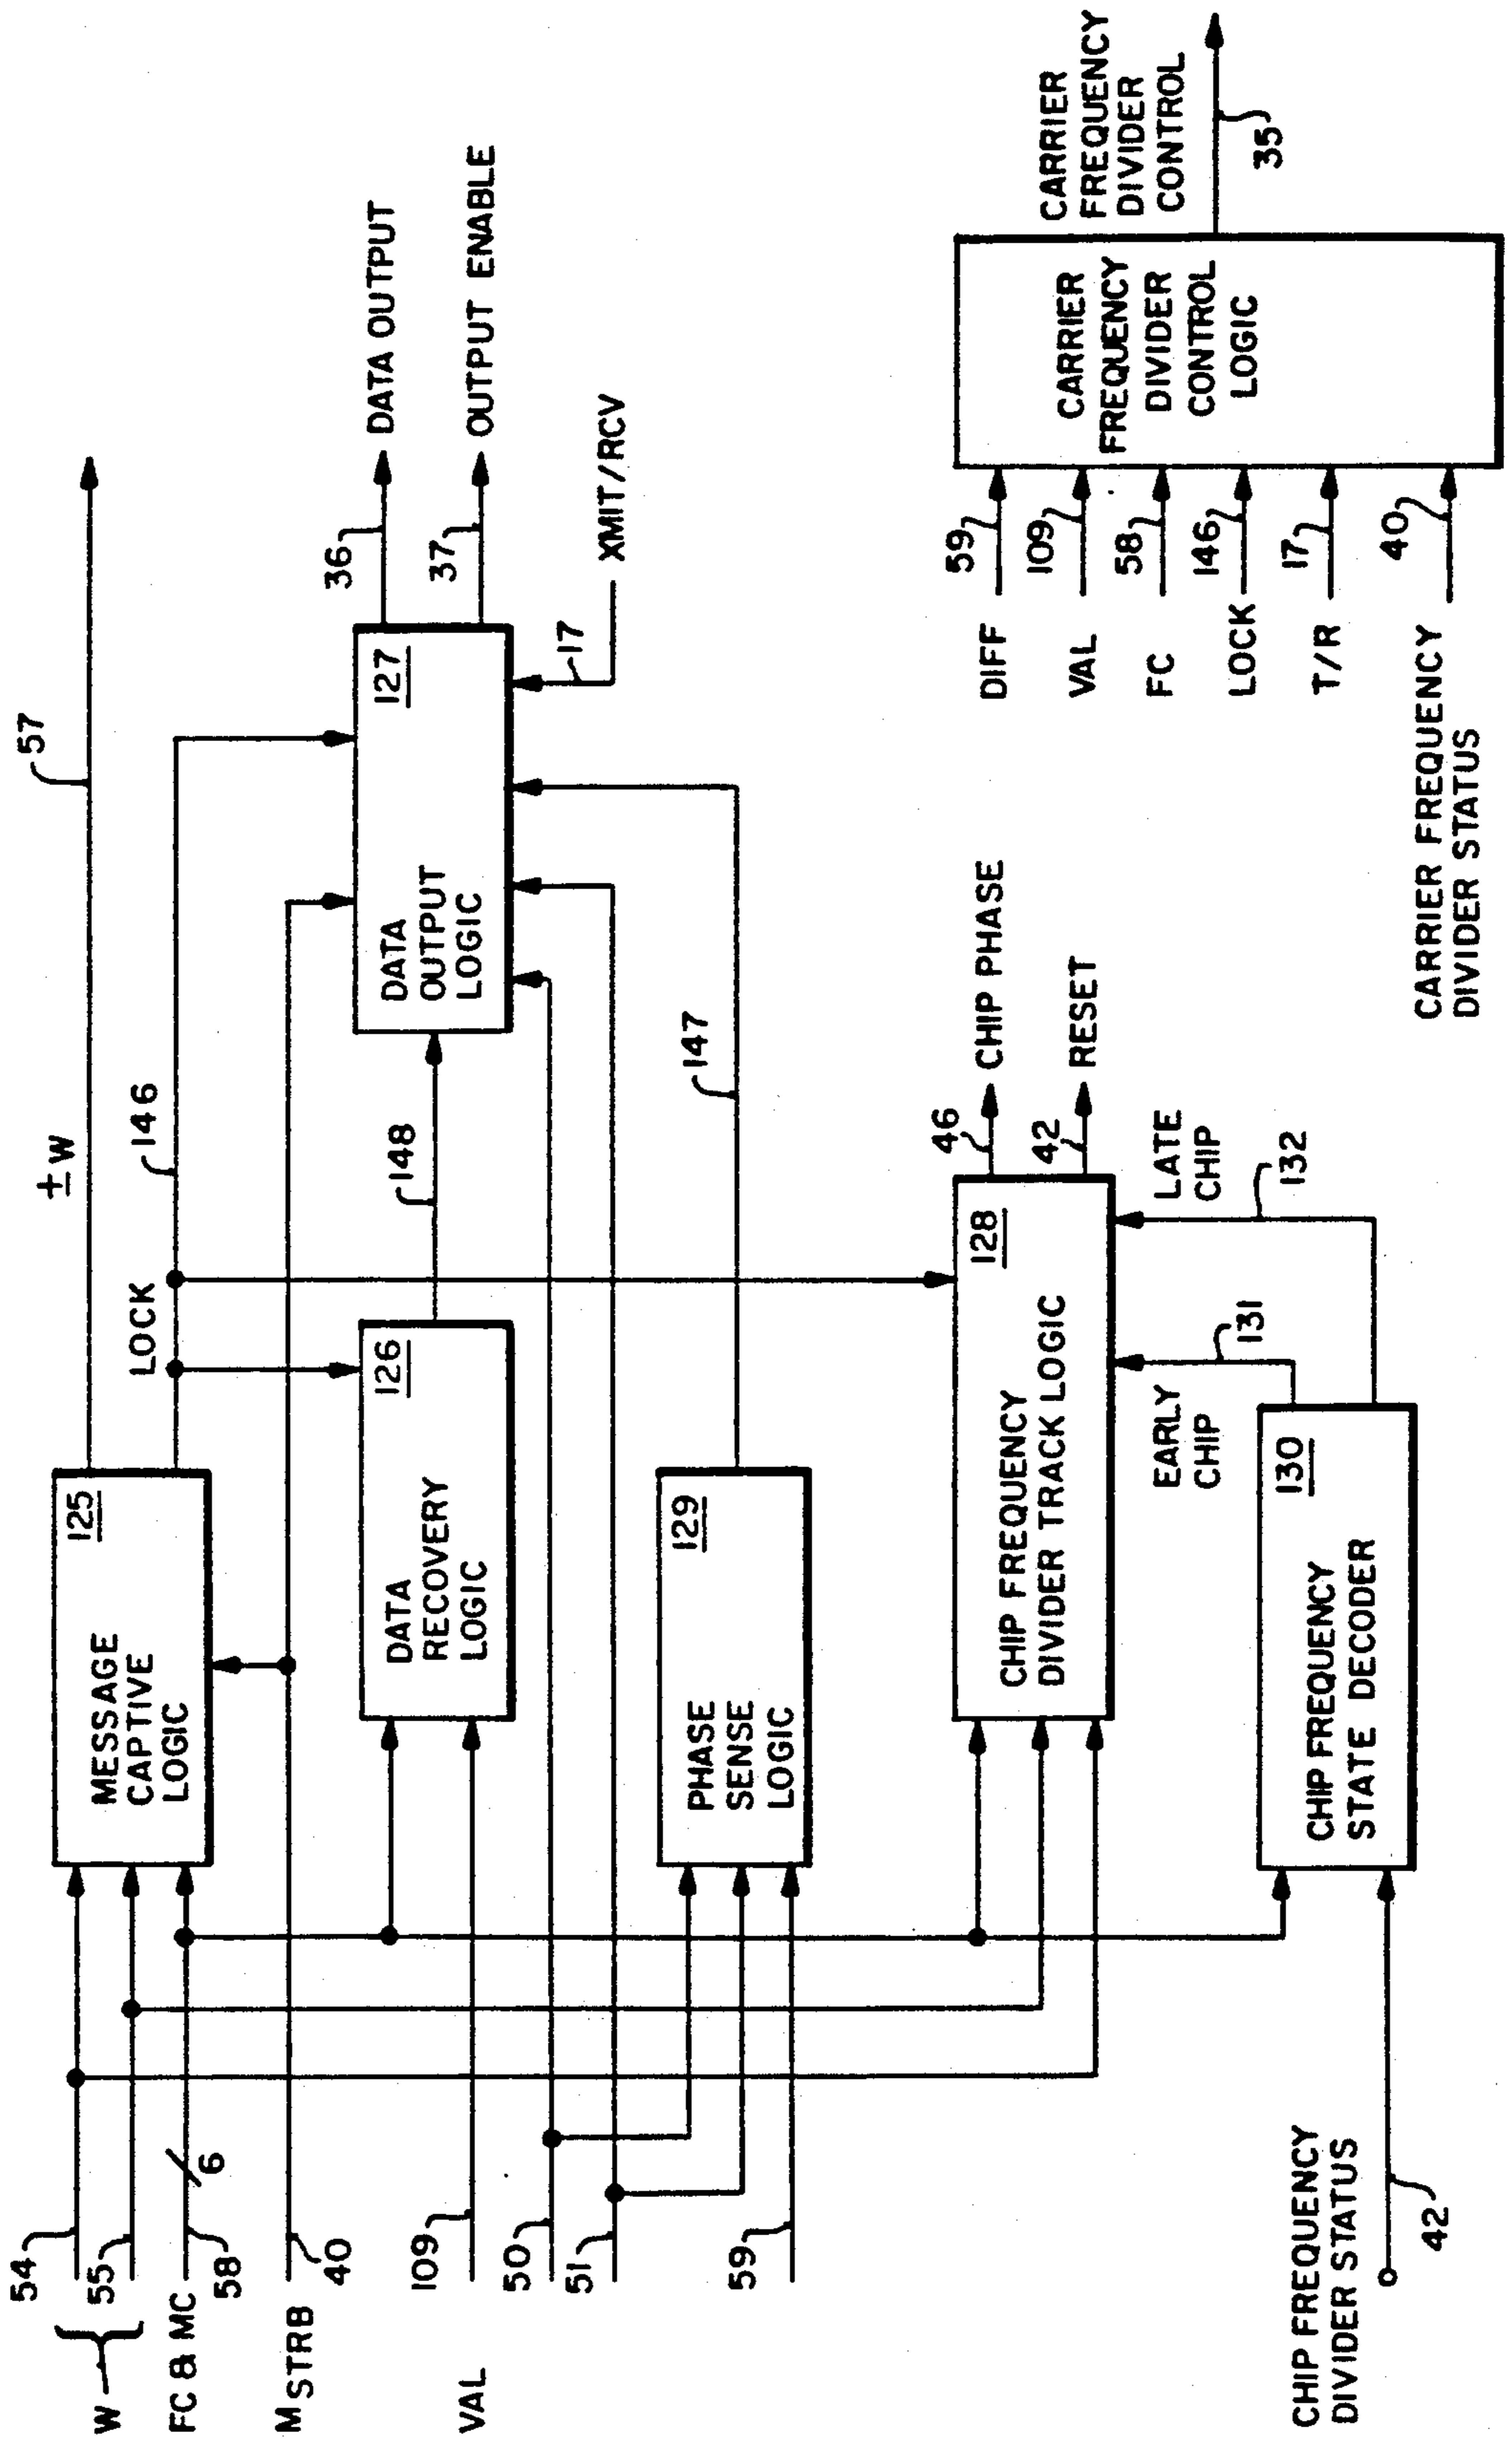 57
±W
LOCK
146
54
55
W
FC & MC
58
6
MSTRB
40
VAL
109
50
51
59
125
MESSAGE
CAPTIVE
LOGIC
126
DATA
RECOVERY
LOGIC
148
127
DATA
OUTPUT
LOGIC
36
DATA OUTPUT
37
OUTPUT ENABLE
17
XMIT/RCV
129
PHASE
SENSE
LOGIC
147
128
CHIP FREQUENCY
DIVIDER TRACK LOGIC
46
CHIP PHASE
42
RESET
EARLY
CHIP
131
LATE
CHIP
132
130
CHIP FREQUENCY
STATE DECODER
CHIP FREQUENCY
DIVIDER STATUS
42
DIFF
59
VAL
109
FC
58
LOCK
146
T/R
17
CARRIER FREQUENCY
DIVIDER STATUS
40
CARRIER
FREQUENCY
DIVIDER
CONTROL
LOGIC
CARRIER
FREQUENCY
DIVIDER
CONTROL
35